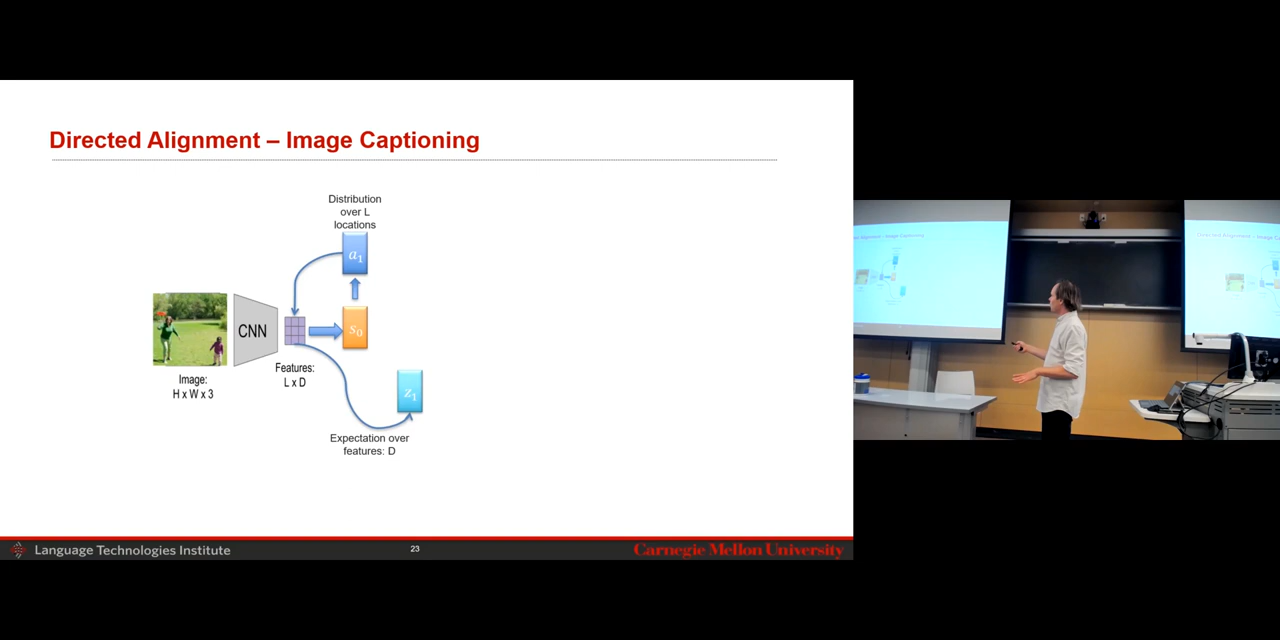 Directed Alignment – Image Captioning
Distribution
over L
locations
a₁
CNN
s₀
Features:
L x D
Image:
H x W x 3
z₁
Expectation over
features: D
Language Technologies Institute
23
Carnegie Mellon University